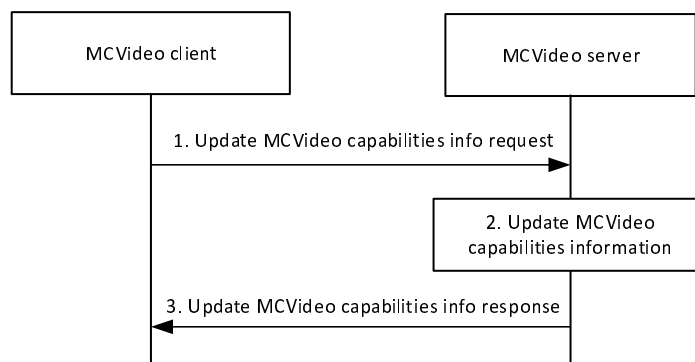 MCVideo client
MCVideo server
1. Update MCVideo capabilities info request
2. Update MCVideo
capabilities information
3. Update MCVideo capabilities info response